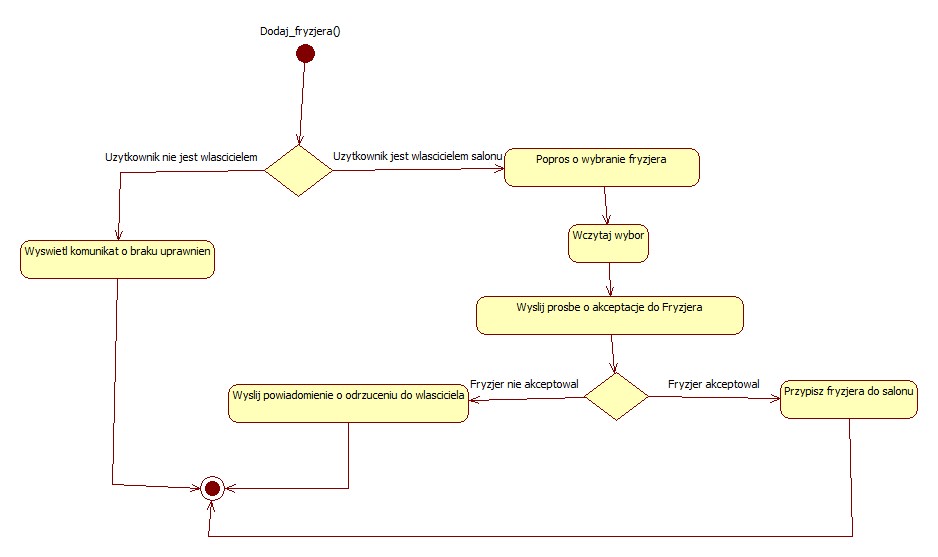 Dodaj_fryzjera()
Uzytkownik nie jest wlascicielem
Uzytkownik jest wlascicielem salonu
Popros o wybranie fryzjera
Wczytaj wybor
Wyswietl komunikat o braku uprawnien
Wyslij prosbe o akceptacje do Fryzjera
Fryzjer nie akceptowal
Fryzjer akceptowal
Wyslij powiadomienie o odrzuceniu do wlasciciela
Przypisz fryzjera do salonu